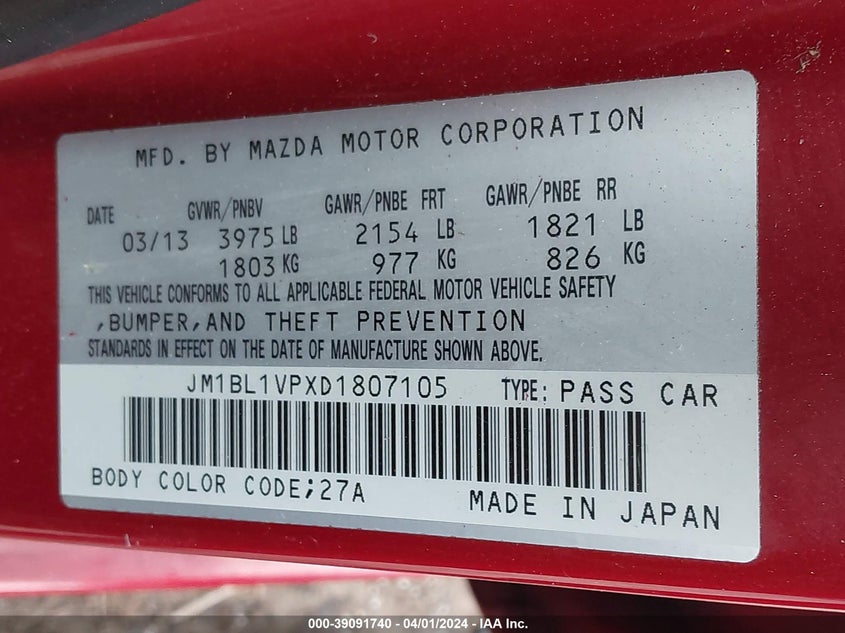 MFD. BY MAZDA MOTOR CORPORATION
DATE GVWR/PNBV GAWR/PNBE FRT GAWR/PNBE RR
03/13 3975 LB 2154 LB 1821 LB
1803 KG 977 KG 826 KG
THIS VEHICLE CONFORMS TO ALL APPLICABLE FEDERAL MOTOR VEHICLE SAFETY
,BUMPER,AND THEFT PREVENTION
STANDARDS IN EFFECT ON THE DATE OF MANUFACTURE SHOWN ABOVE.
JM1BL1VPXD1807105 TYPE: PASS CAR
BODY COLOR CODE;27A MADE IN JAPAN
000-39091740 / 04/01/2024 - IAA Inc.